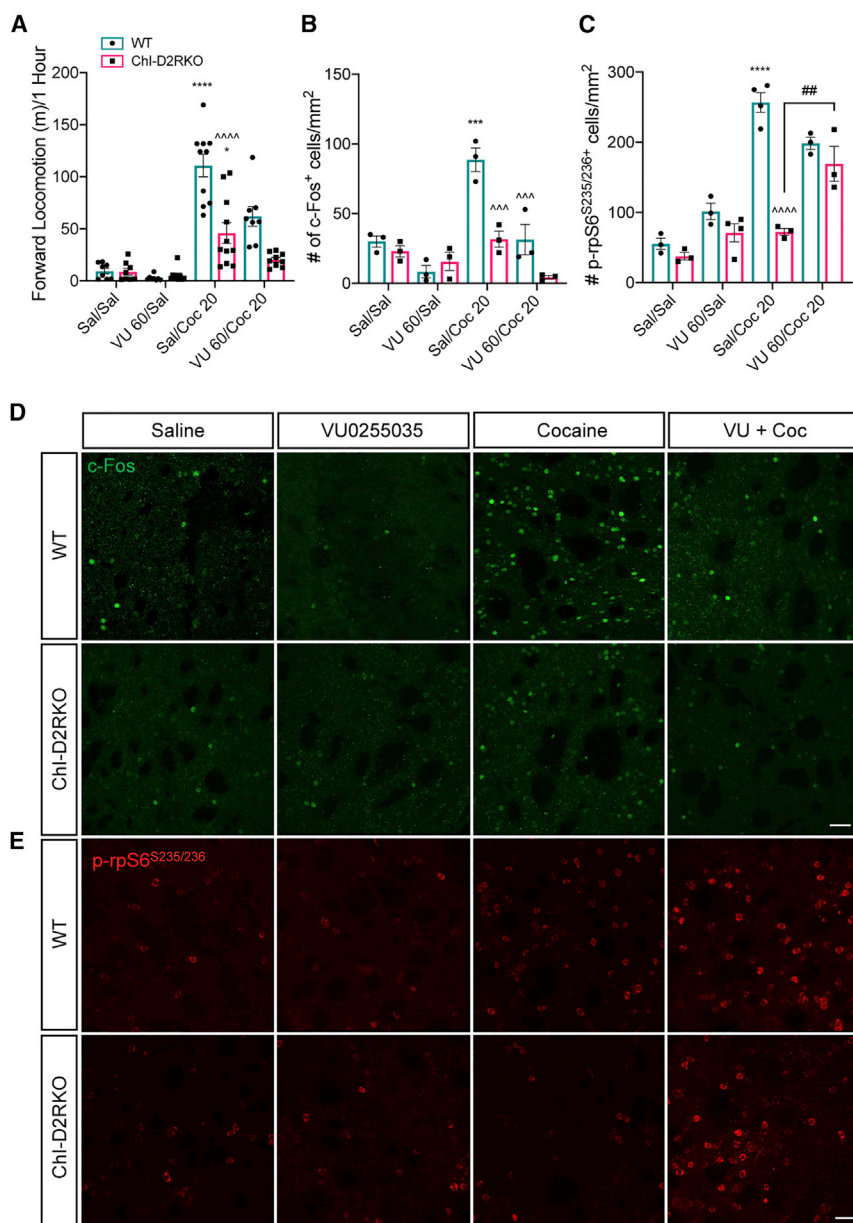 A
WT
ChI-D2RKO
Forward Locomotion (m)/1 Hour
200
150
100
50
0
****
^^^^
*
Sal/Sal
VU 60/Sal
Sal/Coc 20
VU 60/Coc 20
B
# of c-Fos+ cells/mm2
150
100
50
0
***
^^^
^^^
Sal/Sal
VU 60/Sal
Sal/Coc 20
VU 60/Coc 20
C
# p-rpS6S235/236+ cells/mm2
300
200
100
0
****
##
^^^^
Sal/Sal
VU 60/Sal
Sal/Coc 20
VU 60/Coc 20
D
Saline
VU0255035
Cocaine
VU + Coc
WT
c-Fos
ChI-D2RKO
E
WT
p-rpS6S235/236
ChI-D2RKO